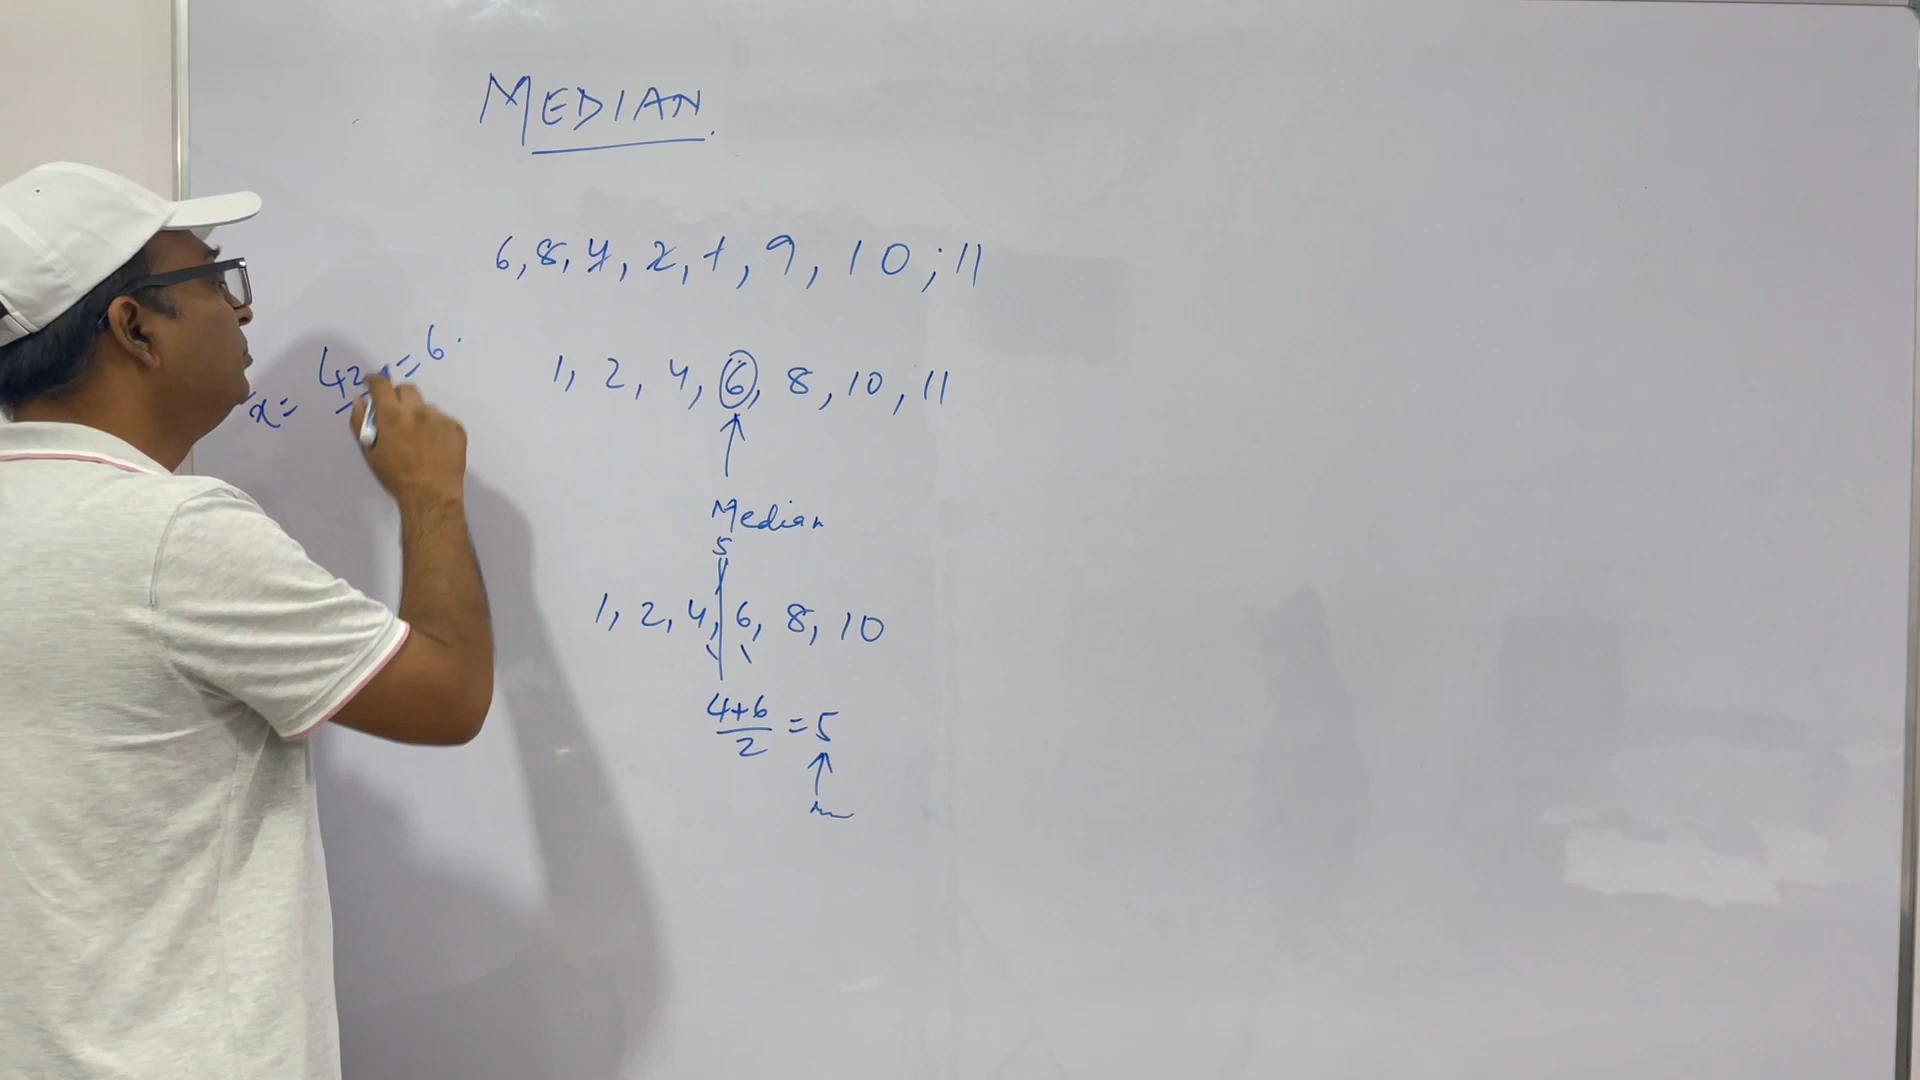 MEDIAN.
6, 8, 4, 2, 1, 9, 10, 11
x = 42 = 6.
1, 2, 4, 6, 8, 10, 11
Median
5
1, 2, 4, 6, 8, 10
4+6
2
= 5